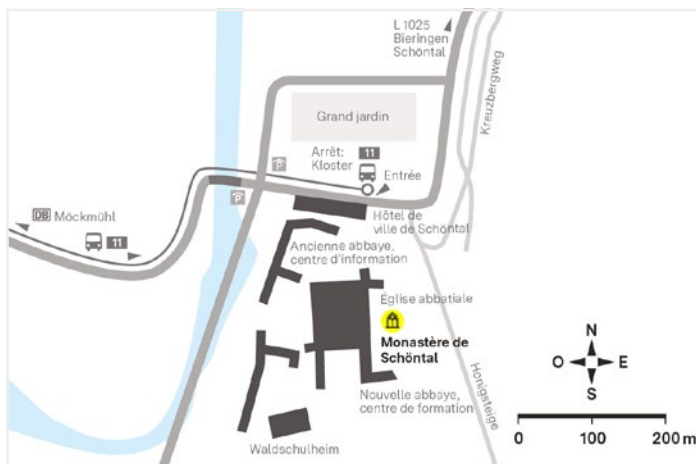 L 1025
Bieringen
Schöntal
Kreuzbergweg
Grand jardin
P
Arrêt: 11
Kloster
Entrée
P
Hôtel de
ville de Schöntal
DB Möckmühl
11
Ancienne abbaye,
centre d'information
Église abbatiale
Monastère de
Schöntal
Nouvelle abbaye,
centre de formation
Honigsteige
Waldschulheim
N
O E
S
0 100 200 m